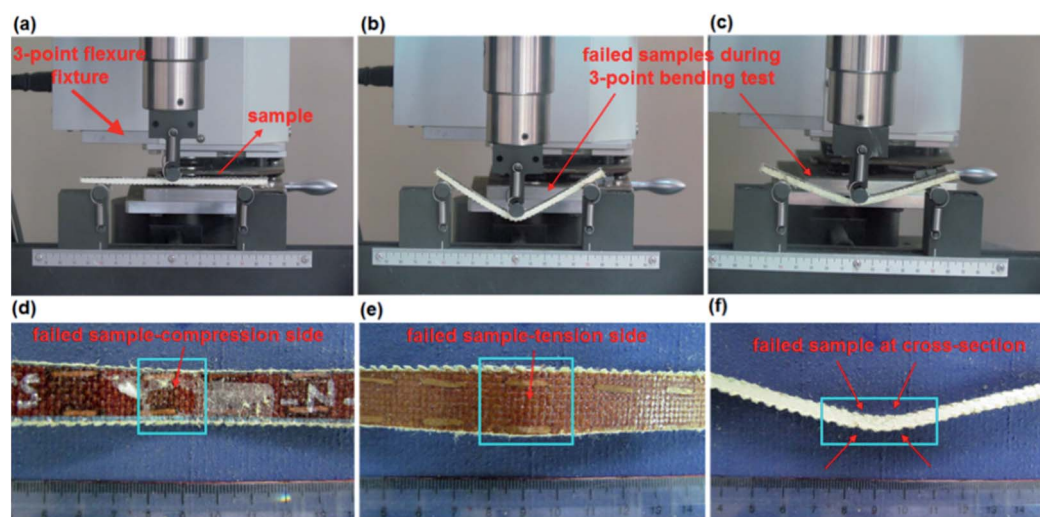 (a)
3-point flexure
fixture
sample
(b)
failed samples during
3-point bending test
(c)
(d)
failed sample-compression side
-N-
(e)
failed sample-tension side
(f)
failed sample at cross-section